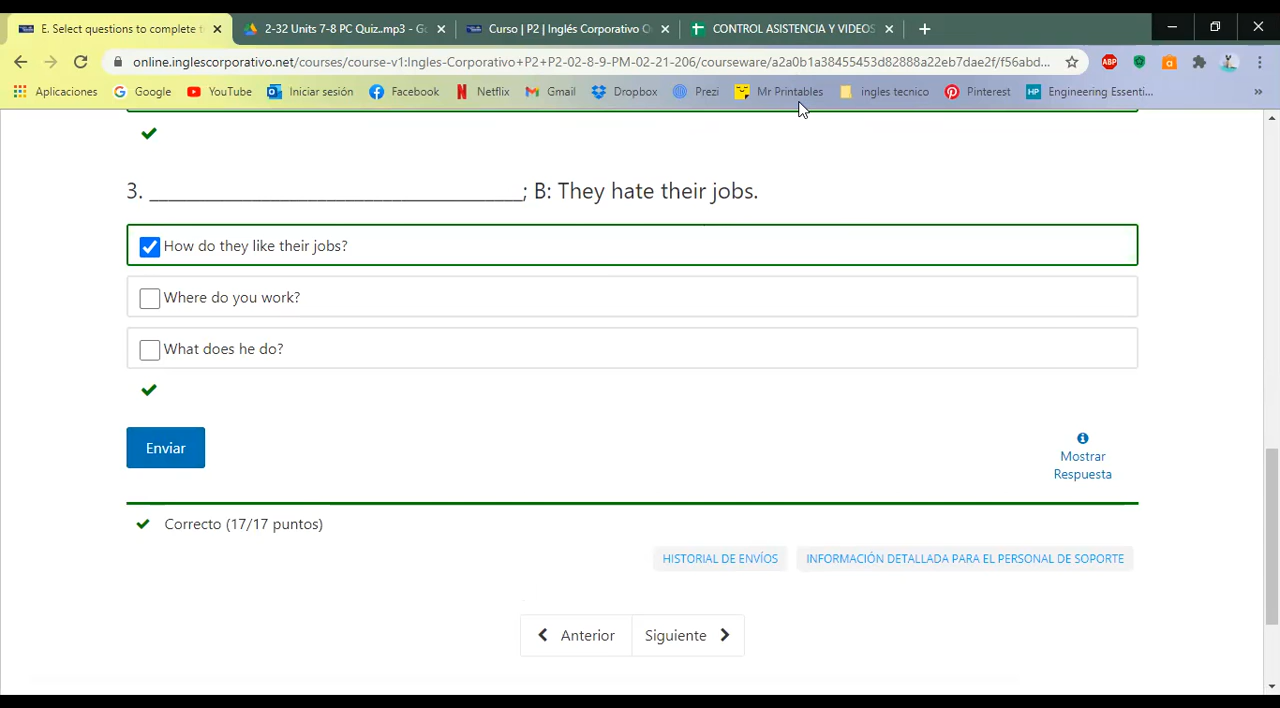 E. Select questions to complete t
2-32 Units 7-8 PC Quiz..mp3 - Go
Curso | P2 | Inglés Corporativo O
CONTROL ASISTENCIA Y VIDEOS
online.inglescorporativo.net/courses/course-v1:Ingles-Corporativo+P2+P2-02-8-9-PM-02-21-206/courseware/a2a0b1a38455453d82888a22eb7dae2f/f56abd...
ABP
Aplicaciones
Google
YouTube
Iniciar sesión
Facebook
Netflix
Gmail
Dropbox
Prezi
Mr Printables
ingles tecnico
Pinterest
HP Engineering Essenti...
»
3. ________________________________; B: They hate their jobs.
How do they like their jobs?
Where do you work?
What does he do?
Enviar
Mostrar
Respuesta
Correcto (17/17 puntos)
HISTORIAL DE ENVÍOS
INFORMACIÓN DETALLADA PARA EL PERSONAL DE SOPORTE
Anterior
Siguiente